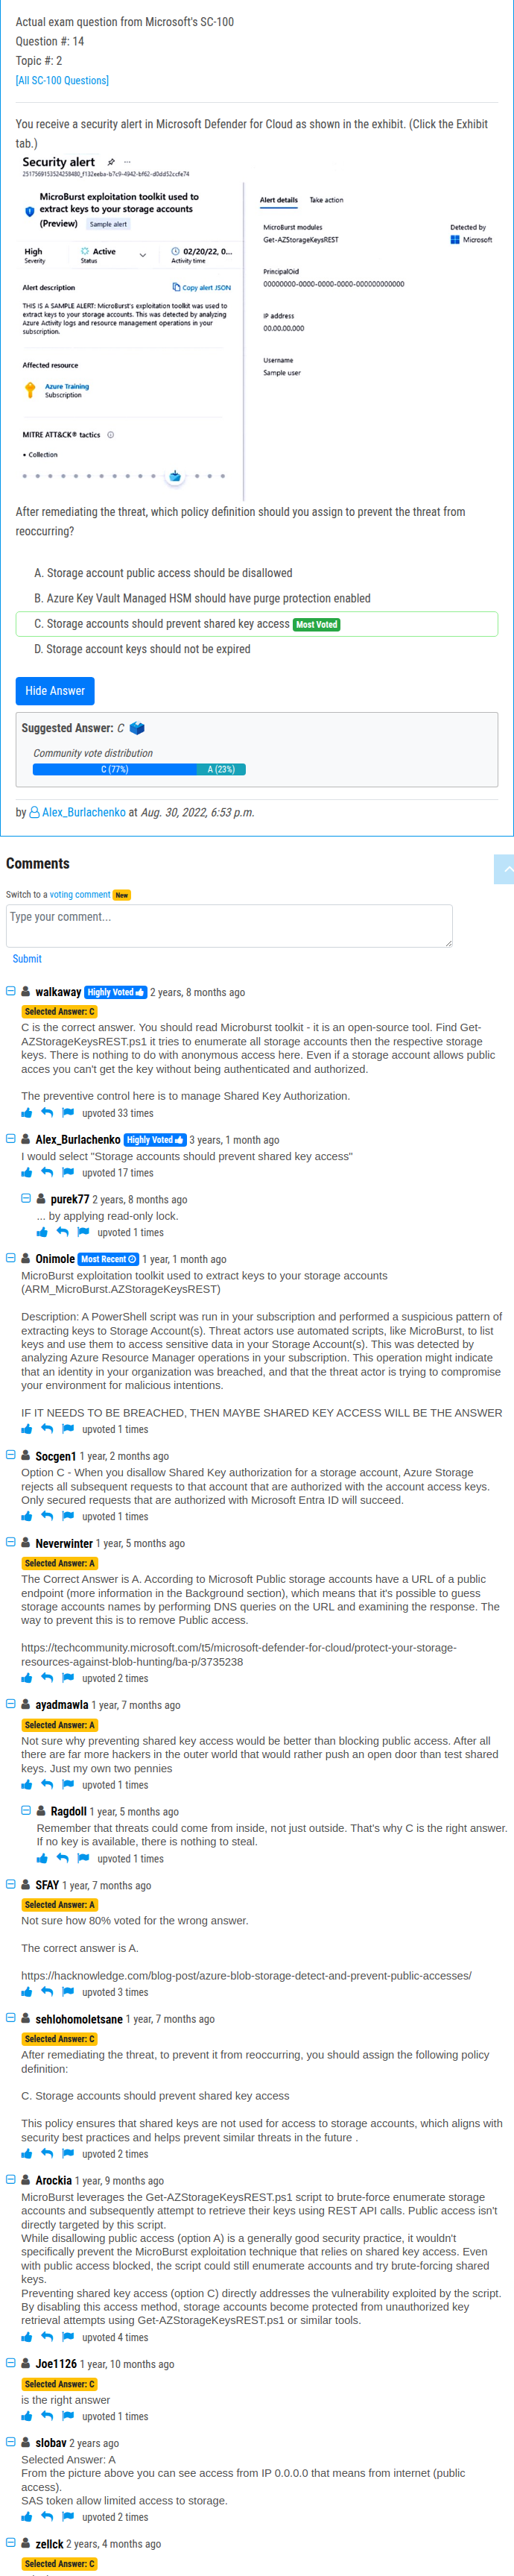 Actual exam question from Microsoft's SC-100
Question #: 14
Topic #: 2
[All SC-100 Questions]
You receive a security alert in Microsoft Defender for Cloud as shown in the exhibit. (Click the Exhibit
tab.)
Security alert
2517569153524258480_f132eeba-b7c9-4942-bf62-d0dd52ccfe74
MicroBurst exploitation toolkit used to
extract keys to your storage accounts
(Preview) Sample alert
High
Severity
Active
Status
02/20/22, 0...
Activity time
Alert description
Copy alert JSON
THIS IS A SAMPLE ALERT: MicroBurst's exploitation toolkit was used to
extract keys to your storage accounts. This was detected by analyzing
Azure Activity logs and resource management operations in your
subscription.
Affected resource
Azure Training
Subscription
MITRE ATT&CK® tactics
• Collection
Alert details Take action
MicroBurst modules
Get-AZStorageKeysREST
Detected by
Microsoft
PrincipalOid
00000000-0000-0000-0000-000000000000
IP address
00.00.00.000
Username
Sample user
After remediating the threat, which policy definition should you assign to prevent the threat from
reoccurring?
A. Storage account public access should be disallowed
B. Azure Key Vault Managed HSM should have purge protection enabled
C. Storage accounts should prevent shared key access Most Voted
D. Storage account keys should not be expired
Hide Answer
Suggested Answer: C
Community vote distribution
C (77%) A (23%)
by Alex_Burlachenko at Aug. 30, 2022, 6:53 p.m.
Comments
Switch to a voting comment New
Type your comment...
Submit
walkaway Highly Voted 2 years, 8 months ago
Selected Answer: C
C is the correct answer. You should read Microburst toolkit - it is an open-source tool. Find Get-
AZStorageKeysREST.ps1 it tries to enumerate all storage accounts then the respective storage
keys. There is nothing to do with anonymous access here. Even if a storage account allows public
acces you can't get the key without being authenticated and authorized.
The preventive control here is to manage Shared Key Authorization.
upvoted 33 times
Alex_Burlachenko Highly Voted 3 years, 1 month ago
I would select "Storage accounts should prevent shared key access"
upvoted 17 times
purek77 2 years, 8 months ago
... by applying read-only lock.
upvoted 1 times
Onimole Most Recent 1 year, 1 month ago
MicroBurst exploitation toolkit used to extract keys to your storage accounts
(ARM_MicroBurst.AZStorageKeysREST)
Description: A PowerShell script was run in your subscription and performed a suspicious pattern of
extracting keys to Storage Account(s). Threat actors use automated scripts, like MicroBurst, to list
keys and use them to access sensitive data in your Storage Account(s). This was detected by
analyzing Azure Resource Manager operations in your subscription. This operation might indicate
that an identity in your organization was breached, and that the threat actor is trying to compromise
your environment for malicious intentions.
IF IT NEEDS TO BE BREACHED, THEN MAYBE SHARED KEY ACCESS WILL BE THE ANSWER
upvoted 1 times
Socgen1 1 year, 2 months ago
Option C - When you disallow Shared Key authorization for a storage account, Azure Storage
rejects all subsequent requests to that account that are authorized with the account access keys.
Only secured requests that are authorized with Microsoft Entra ID will succeed.
upvoted 1 times
Neverwinter 1 year, 5 months ago
Selected Answer: A
The Correct Answer is A. According to Microsoft Public storage accounts have a URL of a public
endpoint (more information in the Background section), which means that it's possible to guess
storage accounts names by performing DNS queries on the URL and examining the response. The
way to prevent this is to remove Public access.
https://techcommunity.microsoft.com/t5/microsoft-defender-for-cloud/protect-your-storage-
resources-against-blob-hunting/ba-p/3735238
upvoted 2 times
ayadmawla 1 year, 7 months ago
Selected Answer: A
Not sure why preventing shared key access would be better than blocking public access. After all
there are far more hackers in the outer world that would rather push an open door than test shared
keys. Just my own two pennies
upvoted 1 times
Ragdoll 1 year, 5 months ago
Remember that threats could come from inside, not just outside. That's why C is the right answer.
If no key is available, there is nothing to steal.
upvoted 1 times
SFAY 1 year, 7 months ago
Selected Answer: A
Not sure how 80% voted for the wrong answer.
The correct answer is A.
https://hacknowledge.com/blog-post/azure-blob-storage-detect-and-prevent-public-accesses/
upvoted 3 times
sehlohomoletsane 1 year, 7 months ago
Selected Answer: C
After remediating the threat, to prevent it from reoccurring, you should assign the following policy
definition:
C. Storage accounts should prevent shared key access
This policy ensures that shared keys are not used for access to storage accounts, which aligns with
security best practices and helps prevent similar threats in the future .
upvoted 2 times
Arockia 1 year, 9 months ago
MicroBurst leverages the Get-AZStorageKeysREST.ps1 script to brute-force enumerate storage
accounts and subsequently attempt to retrieve their keys using REST API calls. Public access isn't
directly targeted by this script.
While disallowing public access (option A) is a generally good security practice, it wouldn't
specifically prevent the MicroBurst exploitation technique that relies on shared key access. Even
with public access blocked, the script could still enumerate accounts and try brute-forcing shared
keys.
Preventing shared key access (option C) directly addresses the vulnerability exploited by the script.
By disabling this access method, storage accounts become protected from unauthorized key
retrieval attempts using Get-AZStorageKeysREST.ps1 or similar tools.
upvoted 4 times
Joe1126 1 year, 10 months ago
Selected Answer: C
is the right answer
upvoted 1 times
slobav 2 years ago
Selected Answer: A
From the picture above you can see access from IP 0.0.0.0 that means from internet (public
access).
SAS token allow limited access to storage.
upvoted 2 times
zellck 2 years, 4 months ago
Selected Answer: C